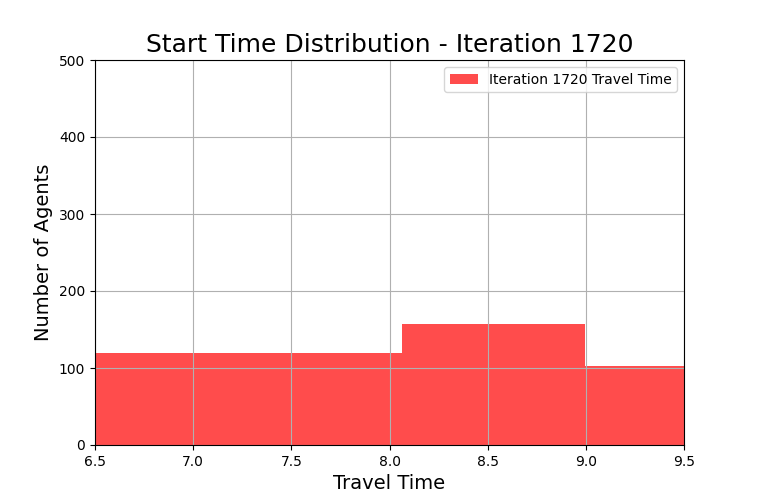 Start Time Distribution - Iteration 1720
Iteration 1720 Travel Time
Number of Agents
500
400
300
200
100
0
6.5 7.0 7.5 8.0 8.5 9.0 9.5
Travel Time